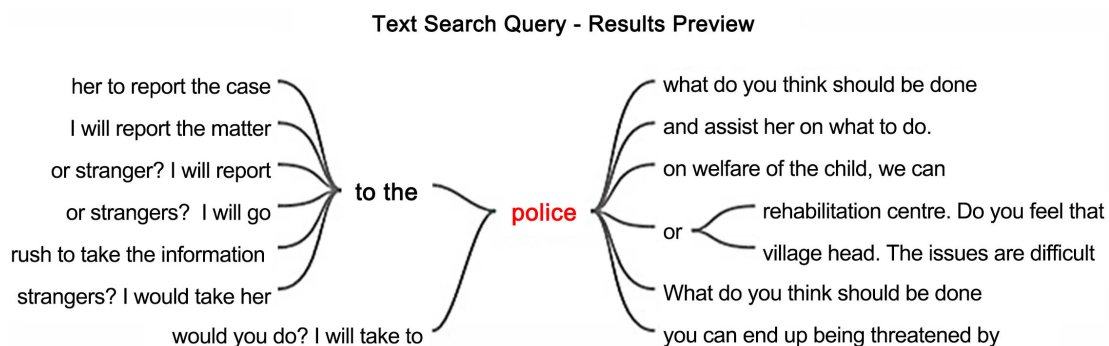 Text Search Query - Results Preview
her to report the case
I will report the matter
or stranger? I will report
or strangers?  I will go
rush to take the information
strangers? I would take her
to the
would you do? I will take to
police
what do you think should be done
and assist her on what to do.
on welfare of the child, we can
or
rehabilitation centre. Do you feel that
village head. The issues are difficult
What do you think should be done
you can end up being threatened by